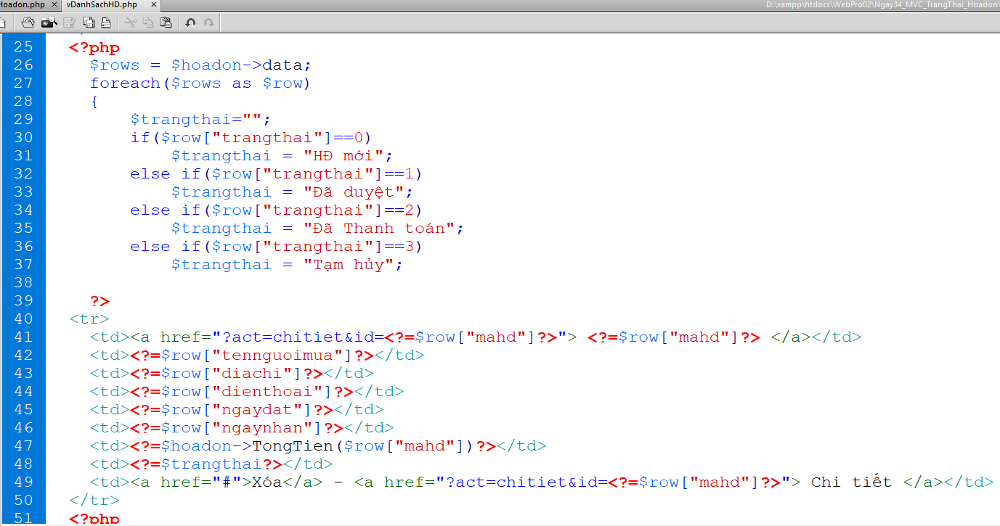 Hoadon.php × vDanhSachHD.php × D:\xampp\htdocs\WebPro02\Ngay34_MVC_TrangThai_Hoadon\
Br
25 <?php
26 $rows = $hoadon->data;
27 foreach($rows as $row)
28 {
29 $trangthai="";
30 if($row["trangthai"]==0)
31 $trangthai = "HĐ mới";
32 else if($row["trangthai"]==1)
33 $trangthai = "Đã duyệt";
34 else if($row["trangthai"]==2)
35 $trangthai = "Đã Thanh toán";
36 else if($row["trangthai"]==3)
37 $trangthai = "Tạm hủy";
38
39 ?>
40 <tr>
41 <td><a href="?act=chitiet&id=<?=$row["mahd"]?>"> <?=$row["mahd"]?> </a></td>
42 <td><?=$row["tennguoimua"]?></td>
43 <td><?=$row["diachi"]?></td>
44 <td><?=$row["dienthoai"]?></td>
45 <td><?=$row["ngaydat"]?></td>
46 <td><?=$row["ngaynhan"]?></td>
47 <td><?=$hoadon->TongTien($row["mahd"])?></td>
48 <td><?=$trangthai?></td>
49 <td><a href="#">Xóa</a> - <a href="?act=chitiet&id=<?=$row["mahd"]?>"> Chi tiết </a></td>
50 </tr>
51 <?php